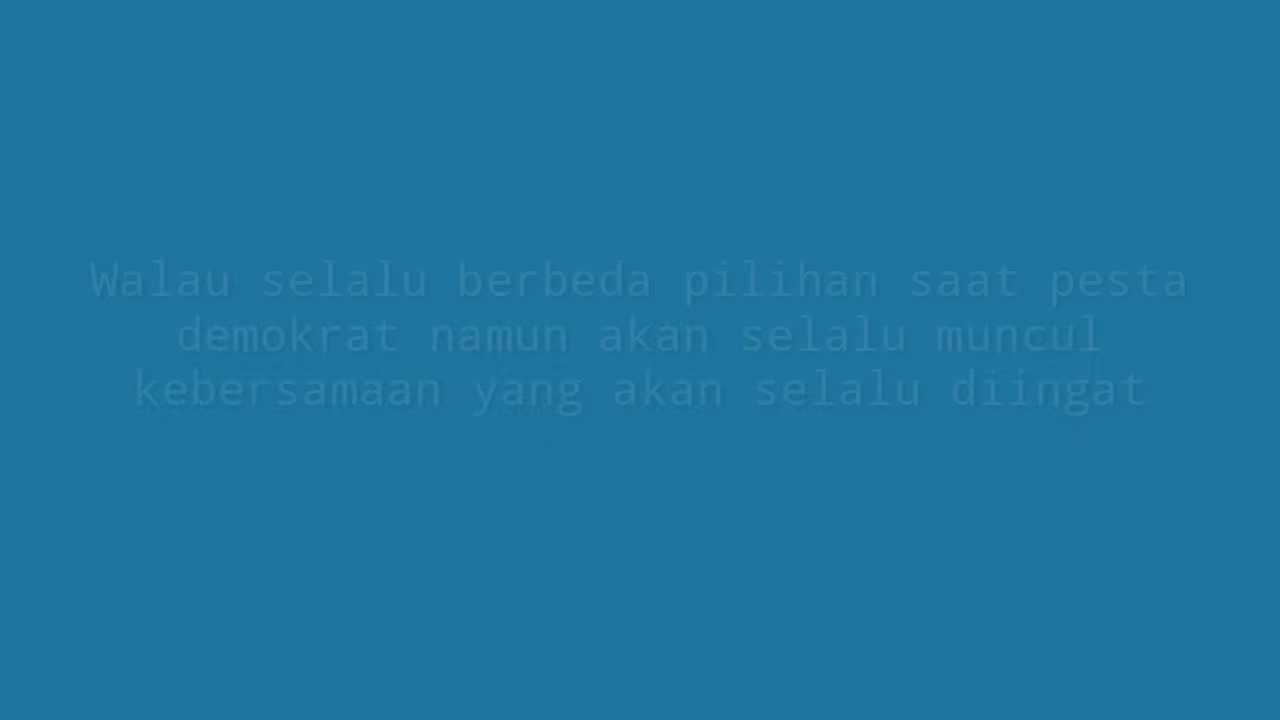 Walau selalu berbeda pilihan saat pesta
demokrat namun akan selalu muncul
kebersamaan yang akan selalu diingat